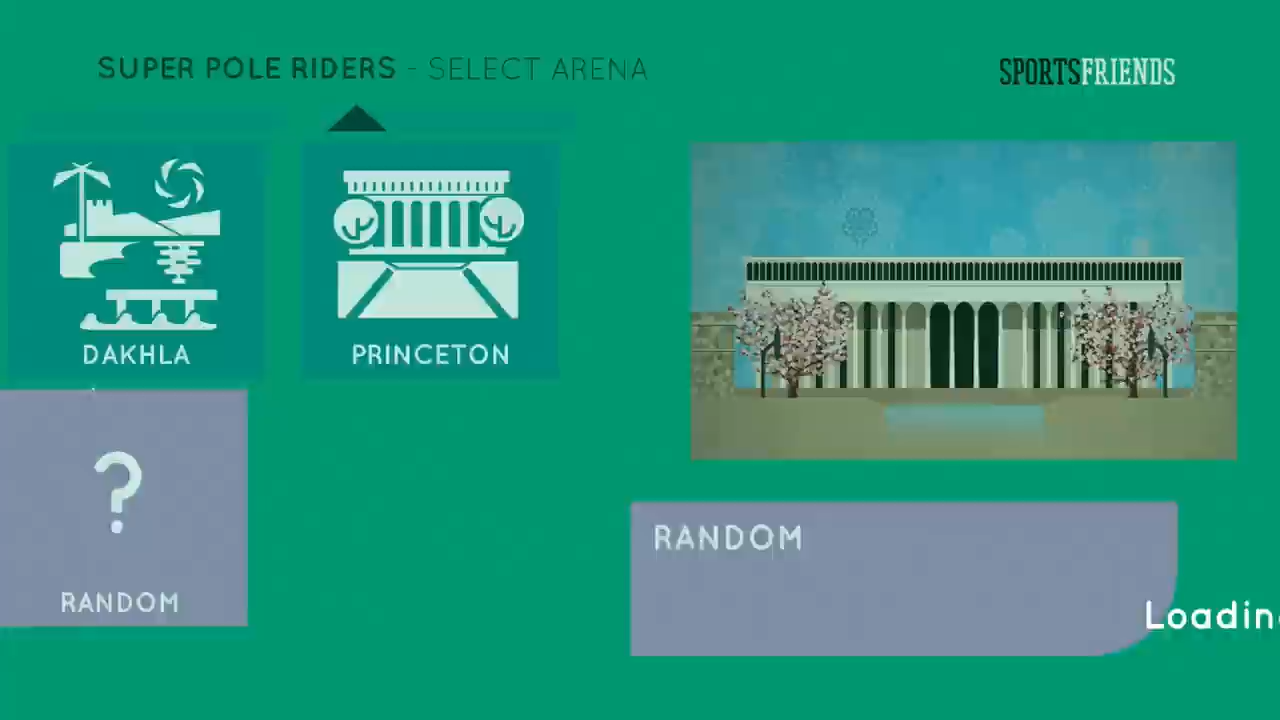 SUPER POLE RIDERS - SELECT ARENA
SPORTSFRIENDS
DAKHLA
PRINCETON
RANDOM
RANDOM